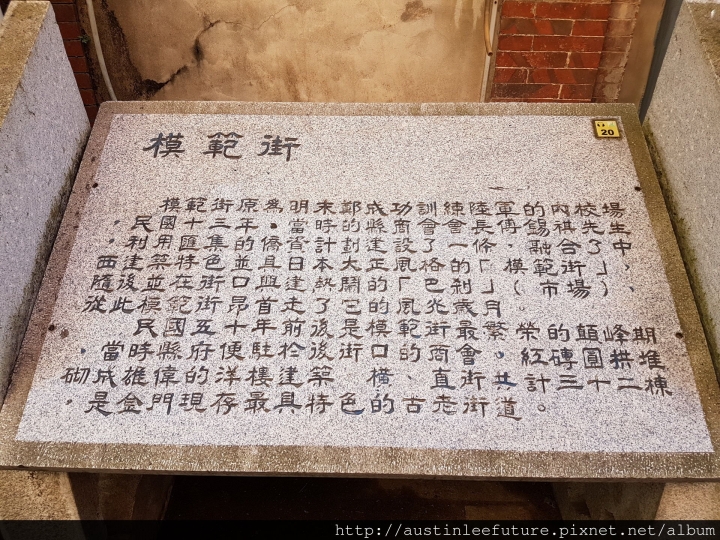 模範街
模範街原為明末鄭成功訓練陸軍的內校場
，民國十三年，當時的縣商會會長傅錫祺先生
，利用匯集的僑資計劃建設了一條、融合了中
西建築特色並具日本大正風格的「模範街」，
隨後並在街口興建熱鬧的「巴利」（市場）。
從此模範街昂首走了它的風光歲月。
民國五十年前後是模範街最繁榮的顛峰期
，當時縣府便駐於後街口的商會。紅磚圓拱堆
砌成雄偉的洋樓建築，橫、直街共計三十二棟
。是金門現存最具特色的古老街道。
20
http://austinleefuture.pixnet.net/album